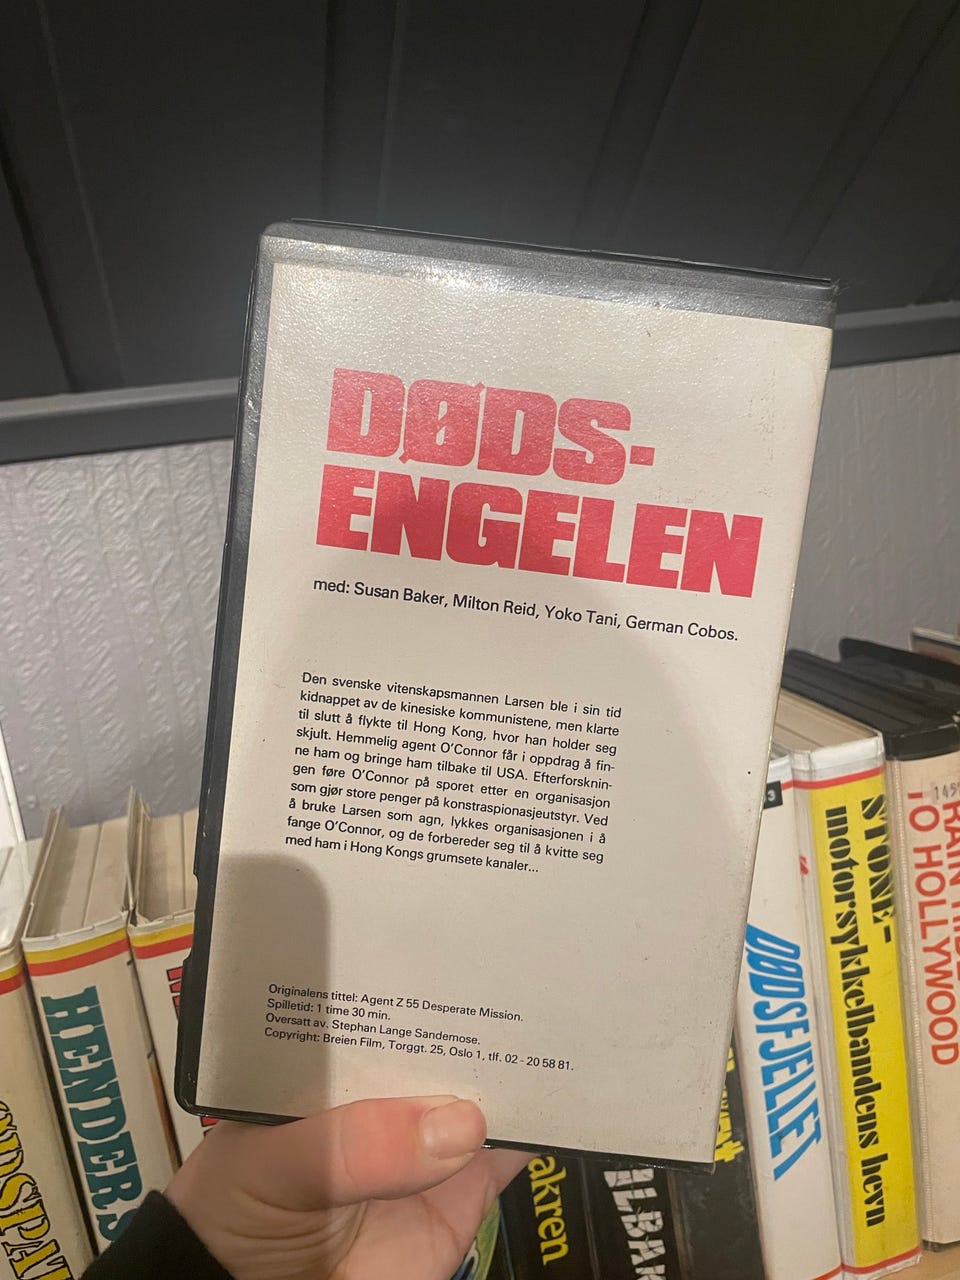 DØDS-
ENGELEN
med: Susan Baker, Milton Reid, Yoko Tani, German Cobos.
Den svenske vitenskapsmannen Larsen ble i sin tid
kidnappet av de kinesiske kommunistene, men klarte
til slutt å flykte til Hong Kong, hvor han holder seg
skjult. Hemmelig agent O'Connor får i oppdrag å fin-
ne ham og bringe ham tilbake til USA. Efterforsknin-
gen føre O'Connor på sporet etter en organisasjon
som gjør store penger på konstraspionasjeutstyr. Ved
å bruke Larsen som agn, lykkes organisasjonen i å
fange O'Connor, og de forbereder seg til å kvitte seg
med ham i Hong Kongs grumsete kanaler...
Originalens tittel: Agent Z 55 Desperate Mission.
Spilletid: 1 time 30 min.
Oversatt av. Stephan Lange Sandemose.
Copyright: Breien Film, Torggt. 25, Oslo 1, tlf. 02 - 20 58 81.
HENDER
akren
DØDSFJELLET
STONE-
motorsykkelbandens hevn
TO HOLLYWOOD